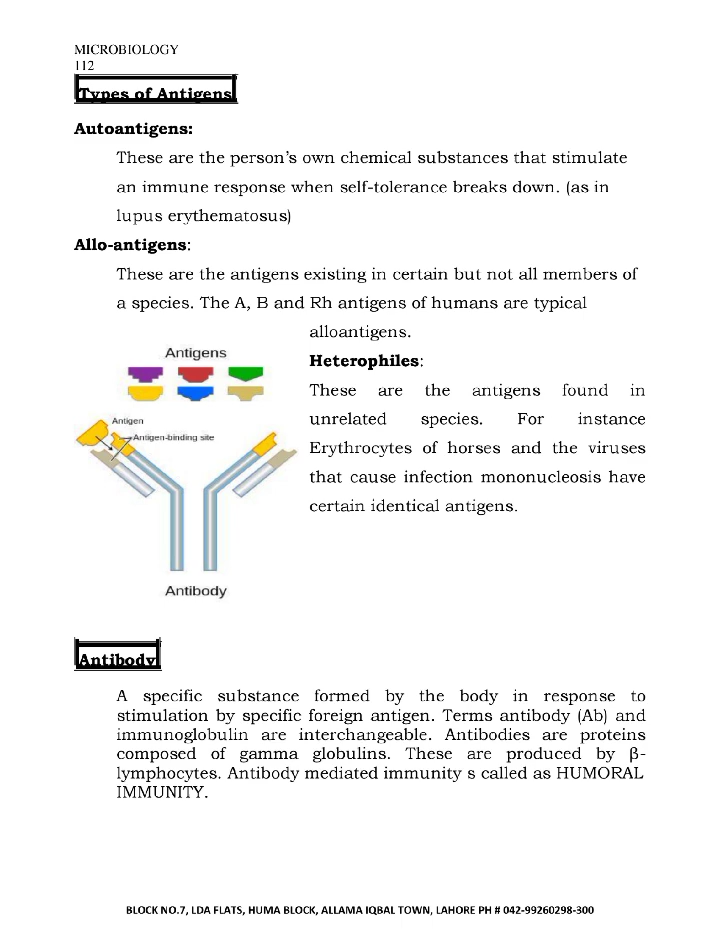 MICROBIOLOGY
112
Types of Antigens
Autoantigens:
These are the person's own chemical substances that stimulate
an immune response when self-tolerance breaks down. (as in
lupus erythematosus)
Allo-antigens:
These are the antigens existing in certain but not all members of
a species. The A, B and Rh antigens of humans are typical
alloantigens.
Heterophiles:
These are the antigens found in
unrelated species. For instance
Erythrocytes of horses and the viruses
that cause infection mononucleosis have
certain identical antigens.
Antigens
Antigen
Antigen-binding site
Antibody
Antibody
A specific substance formed by the body in response to
stimulation by specific foreign antigen. Terms antibody (Ab) and
immunoglobulin are interchangeable. Antibodies are proteins
composed of gamma globulins. These are produced by β-
lymphocytes. Antibody mediated immunity s called as HUMORAL
IMMUNITY.
BLOCK NO.7, LDA FLATS, HUMA BLOCK, ALLAMA IQBAL TOWN, LAHORE PH # 042-99260298-300